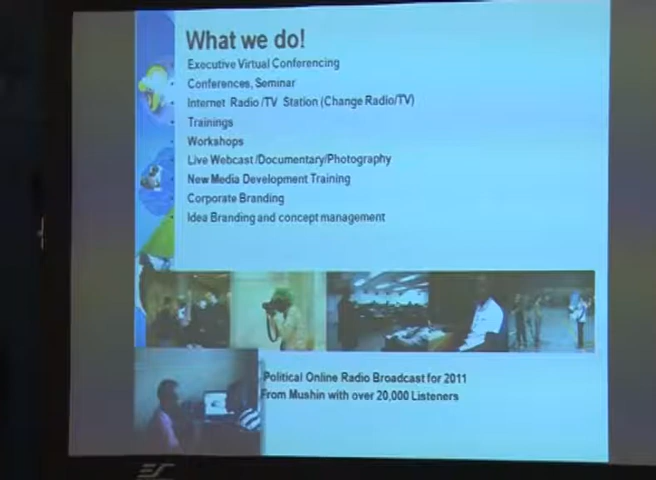 What we do!
Executive Virtual Conferencing
Conferences, Seminar
Internet Radio /TV Station (Change Radio/TV)
Trainings
Workshops
Live Webcast /Documentary/Photography
New Media Development Training
Corporate Branding
Idea Branding and concept management
Political Online Radio Broadcast for 2011
From Mushin with over 20,000 Listeners